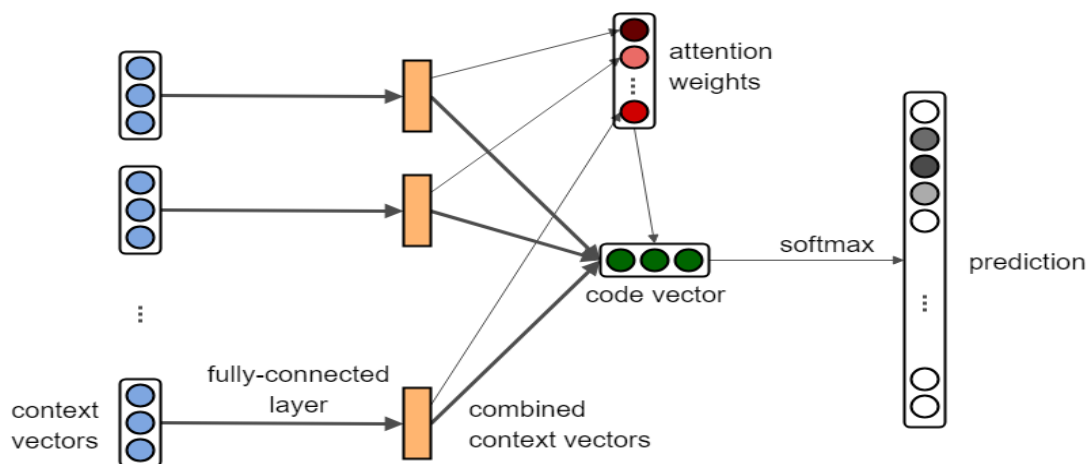 attention
weights
softmax
prediction
code vector
fully-connected
layer
context
vectors
combined
context vectors
...
...
...